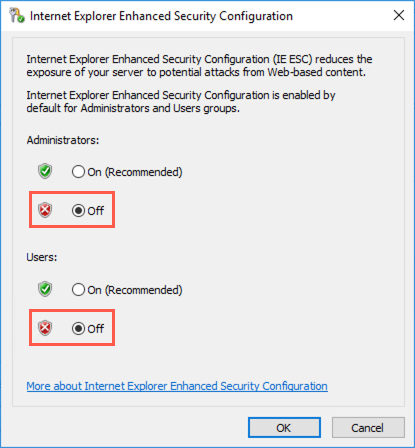 Internet Explorer Enhanced Security Configuration
Internet Explorer Enhanced Security Configuration (IE ESC) reduces the
exposure of your server to potential attacks from Web-based content.
Internet Explorer Enhanced Security Configuration is enabled by
default for Administrators and Users groups.
Administrators:
On (Recommended)
Off
Users:
On (Recommended)
Off
More about Internet Explorer Enhanced Security Configuration
OK Cancel